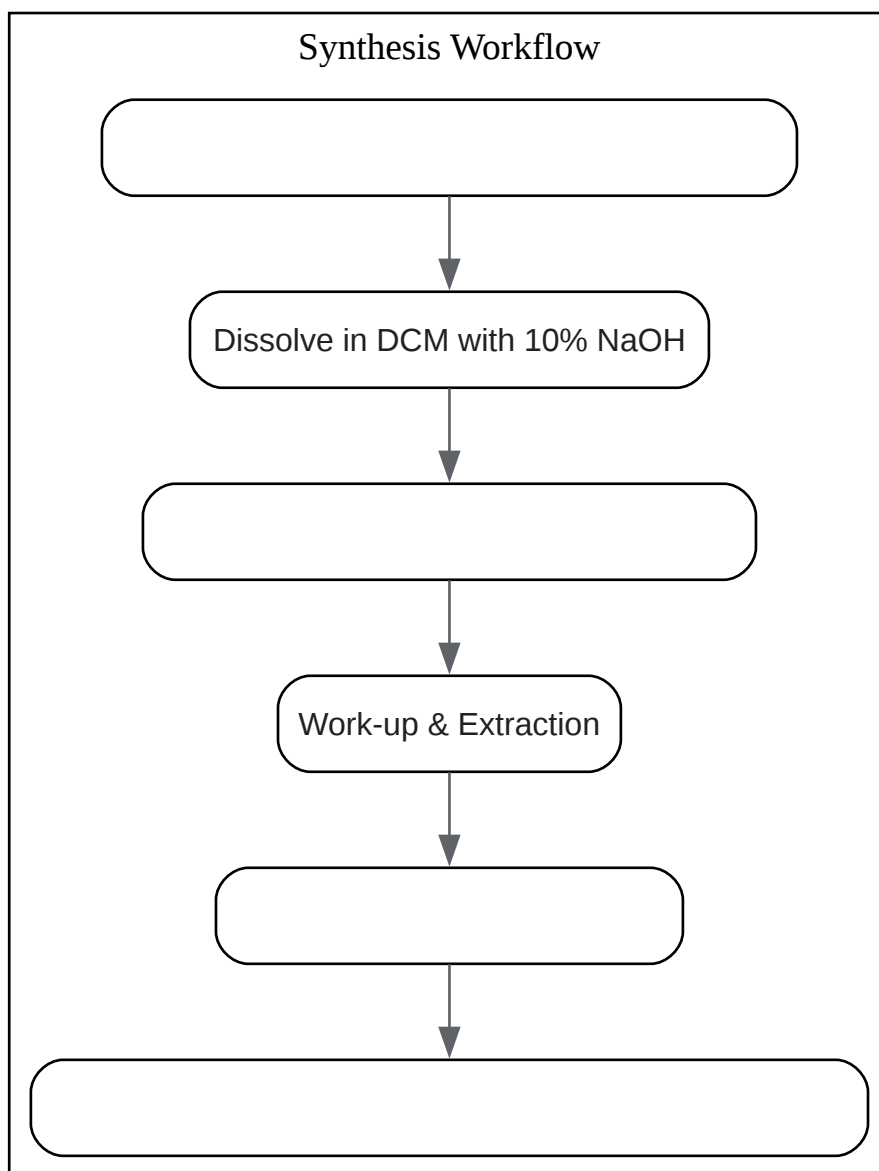 Synthesis Workflow
Dissolve in DCM with 10% NaOH
Work-up & Extraction